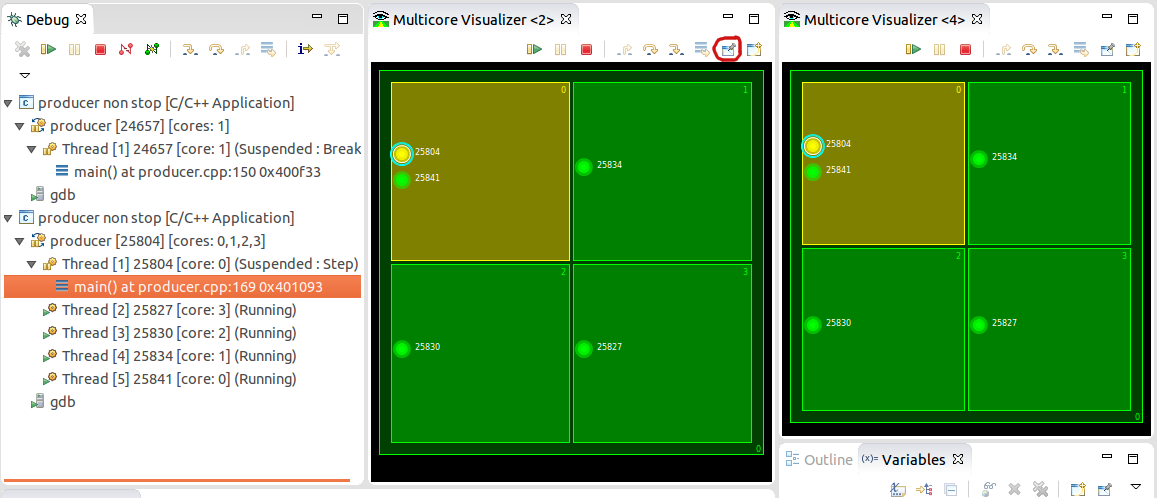 Debug
producer non stop [C/C++ Application]
producer [24657] [cores: 1]
Thread [1] 24657 [core: 1] (Suspended : Break
main() at producer.cpp:150 0x400f33
gdb
producer non stop [C/C++ Application]
producer [25804] [cores: 0,1,2,3]
Thread [1] 25804 [core: 0] (Suspended : Step)
main() at producer.cpp:169 0x401093
Thread [2] 25827 [core: 3] (Running)
Thread [3] 25830 [core: 2] (Running)
Thread [4] 25834 [core: 1] (Running)
Thread [5] 25841 [core: 0] (Running)
gdb
Multicore Visualizer <2>
0
1
25804
25834
25841
2
3
25830
25827
0
Multicore Visualizer <4>
0
1
25804
25834
25841
2
3
25830
25827
0
Outline
(x)= Variables